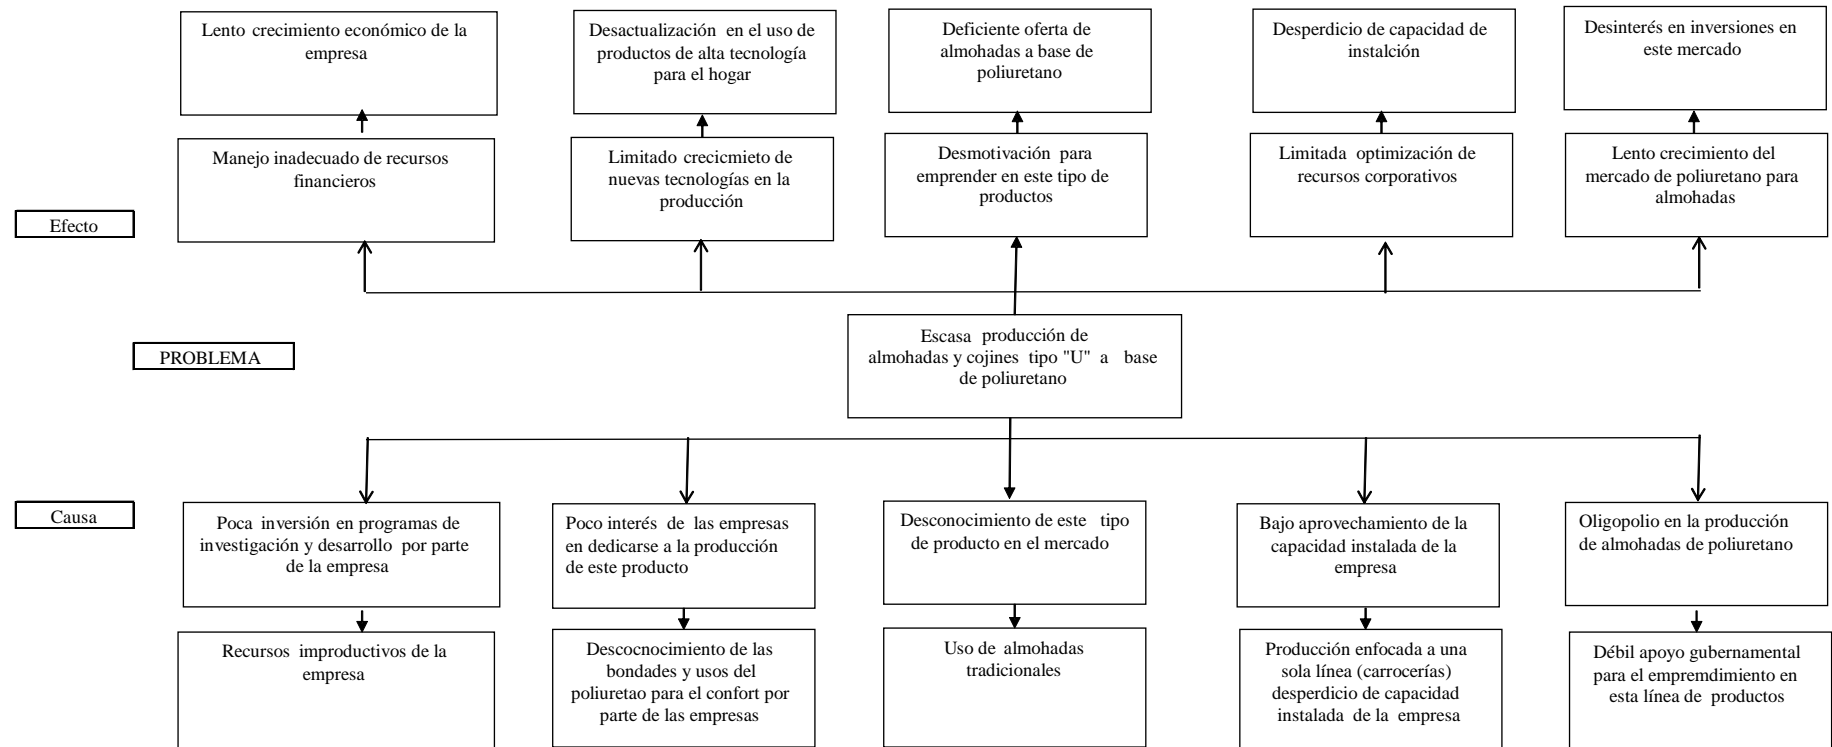 Lento crecimiento económico de la
empresa
Desactualización en el uso de
productos de alta tecnología
para el hogar
Deficiente oferta de
almohadas a base de
poliuretano
Desperdicio de capacidad de
instalción
Desinterés en inversiones en
este mercado
Manejo inadecuado de recursos
financieros
Limitado crecicmieto de
nuevas tecnologías en la
producción
Desmotivación para
emprender en este tipo de
productos
Limitada optimización de
recursos corporativos
Lento crecimiento del
mercado de poliuretano para
almohadas
Efecto
PROBLEMA
Escasa producción de
almohadas y cojines tipo "U" a base
de poliuretano
Causa
Poca inversión en programas de
investigación y desarrollo por parte
de la empresa
Poco interés de las empresas
en dedicarse a la producción
de este producto
Desconocimiento de este tipo
de producto en el mercado
Bajo aprovechamiento de la
capacidad instalada de la
empresa
Oligopolio en la producción
de almohadas de poliuretano
Recursos improductivos de la
empresa
Descocnocimiento de las
bondades y usos del
poliuretao para el confort por
parte de las empresas
Uso de almohadas
tradicionales
Producción enfocada a una
sola línea (carrocerías)
desperdicio de capacidad
instalada de la empresa
Débil apoyo gubernamental
para el empremdimiento en
esta línea de productos